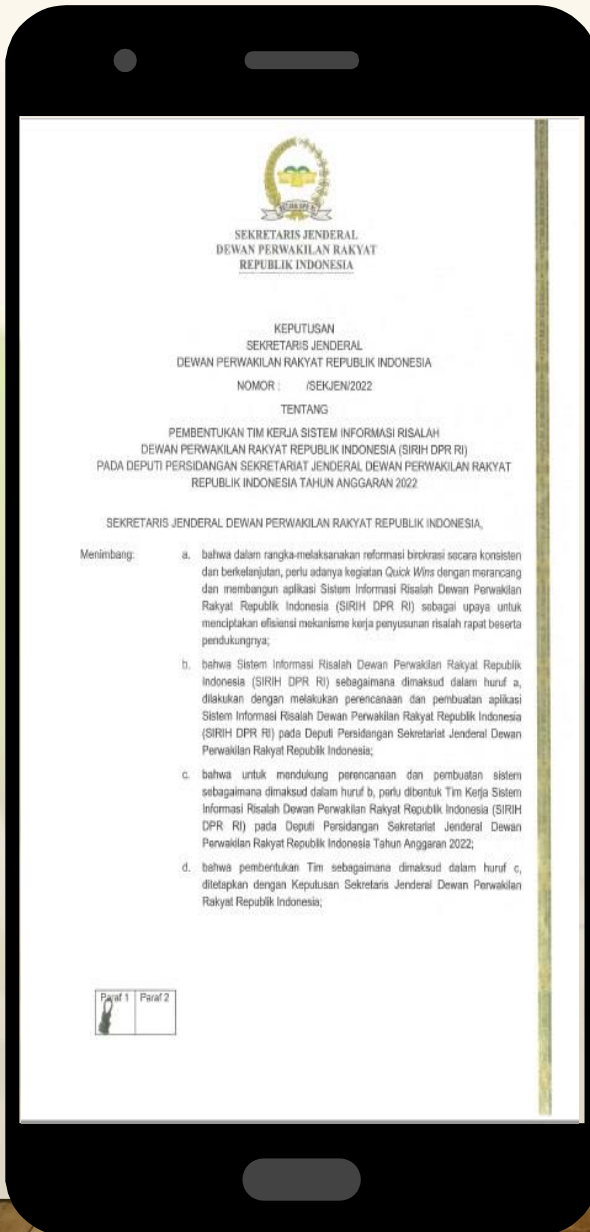 SEKRETARIS JENDERAL
DEWAN PERWAKILAN RAKYAT
REPUBLIK INDONESIA
KEPUTUSAN
SEKRETARIS JENDERAL
DEWAN PERWAKILAN RAKYAT REPUBLIK INDONESIA
NOMOR : /SEKJEN/2022
TENTANG
PEMBENTUKAN TIM KERJA SISTEM INFORMASI RISALAH
DEWAN PERWAKILAN RAKYAT REPUBLIK INDONESIA (SIRIH DPR RI)
PADA DEPUTI PERSIDANGAN SEKRETARIAT JENDERAL DEWAN PERWAKILAN RAKYAT
REPUBLIK INDONESIA TAHUN ANGGARAN 2022
SEKRETARIS JENDERAL DEWAN PERWAKILAN RAKYAT REPUBLIK INDONESIA,
Menimbang: a. bahwa dalam rangka melaksanakan reformasi birokrasi secara konsisten
dan berkelanjutan, perlu adanya kegiatan Quick Wins dengan merancang
dan membangun aplikasi Sistem Informasi Risalah Dewan Perwakilan
Rakyat Republik Indonesia (SIRIH DPR RI) sebagai upaya untuk
menciptakan efisiensi mekanisme kerja penyusunan risalah rapat beserta
pendukungnya;
b. bahwa Sistem Informasi Risalah Dewan Perwakilan Rakyat Republik
Indonesia (SIRIH DPR RI) sebagaimana dimaksud dalam huruf a,
dilakukan dengan melakukan perencanaan dan pembuatan aplikasi
Sistem Informasi Risalah Dewan Perwakilan Rakyat Republik Indonesia
(SIRIH DPR RI) pada Deputi Persidangan Sekretariat Jenderal Dewan
Perwakilan Rakyat Republik Indonesia;
c. bahwa untuk mendukung perencanaan dan pembuatan sistem
sebagaimana dimaksud dalam huruf b, perlu dibentuk Tim Kerja Sistem
Informasi Risalah Dewan Perwakilan Rakyat Republik Indonesia (SIRIH
DPR RI) pada Deputi Persidangan Sekretariat Jenderal Dewan
Perwakilan Rakyat Republik Indonesia Tahun Anggaran 2022;
d. bahwa pembentukan Tim sebagaimana dimaksud dalam huruf c,
ditetapkan dengan Keputusan Sekretaris Jenderal Dewan Perwakilan
Rakyat Republik Indonesia;
Paraf 1 Paraf 2